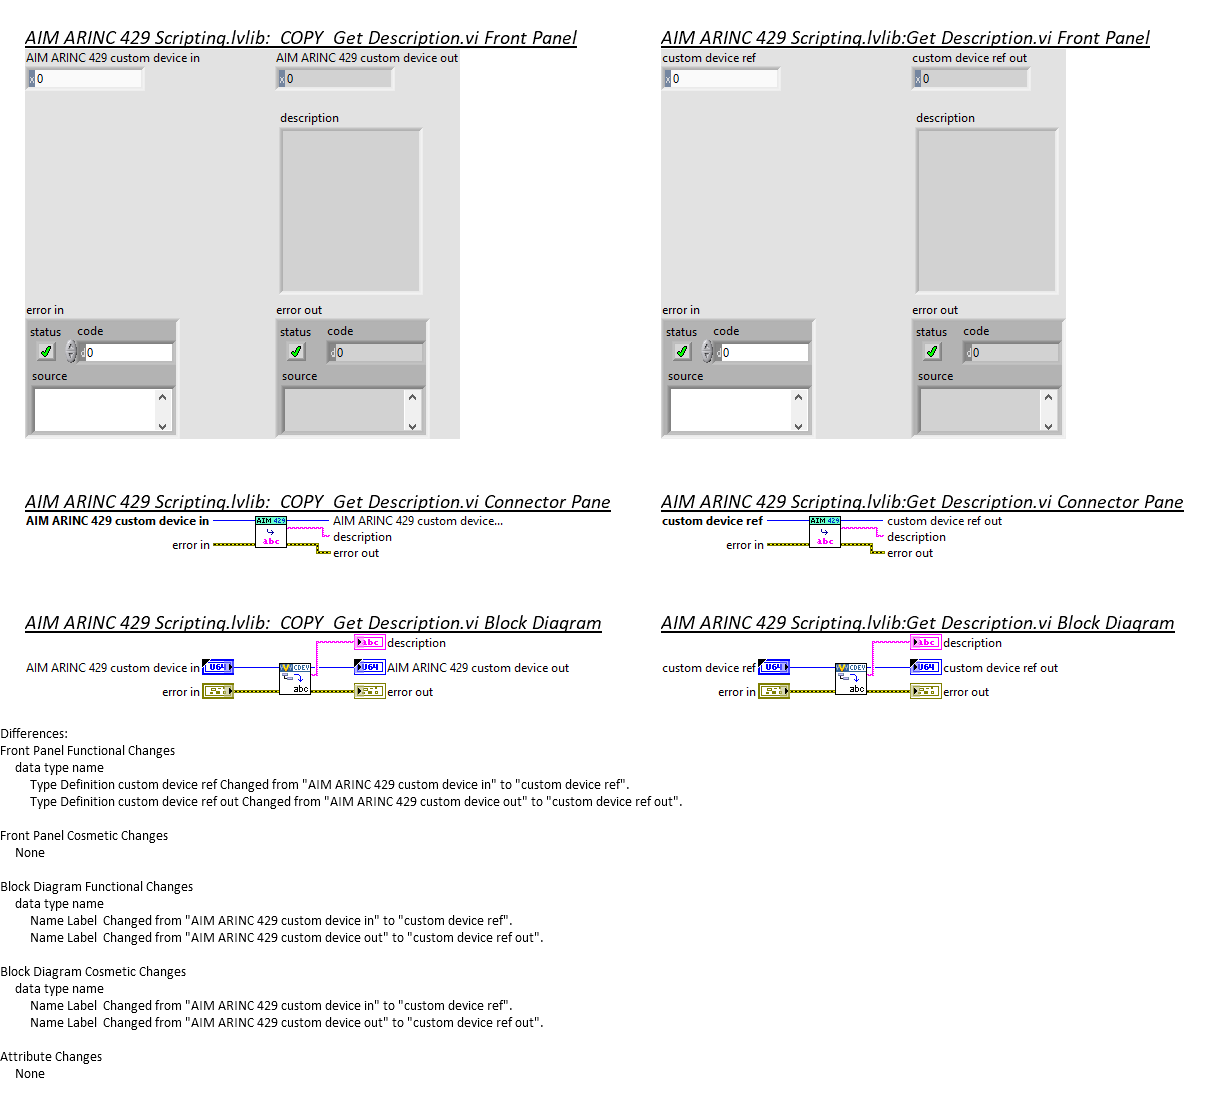 AIM ARINC 429 Scripting.lvlib:_COPY_Get Description.vi Front Panel
AIM ARINC 429 custom device in
AIM ARINC 429 custom device out
x 0
x 0
description
error in
error out
status code
status code
d 0
d 0
source
source
AIM ARINC 429 Scripting.lvlib:Get Description.vi Front Panel
custom device ref
custom device ref out
x 0
x 0
description
error in
error out
status code
status code
d 0
d 0
source
source
AIM ARINC 429 Scripting.lvlib:_COPY_Get Description.vi Connector Pane
AIM ARINC 429 custom device in
AIM 429
abc
AIM ARINC 429 custom device...
description
error in
error out
AIM ARINC 429 Scripting.lvlib:Get Description.vi Connector Pane
custom device ref
AIM 429
abc
custom device ref out
description
error in
error out
AIM ARINC 429 Scripting.lvlib:_COPY_Get Description.vi Block Diagram
abc
description
AIM ARINC 429 custom device in
U64
CDEV
abc
U64
AIM ARINC 429 custom device out
error in
error out
AIM ARINC 429 Scripting.lvlib:Get Description.vi Block Diagram
abc
description
custom device ref
U64
CDEV
abc
U64
custom device ref out
error in
error out
Differences:
Front Panel Functional Changes
data type name
Type Definition custom device ref Changed from "AIM ARINC 429 custom device in" to "custom device ref".
Type Definition custom device ref out Changed from "AIM ARINC 429 custom device out" to "custom device ref out".
Front Panel Cosmetic Changes
None
Block Diagram Functional Changes
data type name
Name Label  Changed from "AIM ARINC 429 custom device in" to "custom device ref".
Name Label  Changed from "AIM ARINC 429 custom device out" to "custom device ref out".
Block Diagram Cosmetic Changes
data type name
Name Label  Changed from "AIM ARINC 429 custom device in" to "custom device ref".
Name Label  Changed from "AIM ARINC 429 custom device out" to "custom device ref out".
Attribute Changes
None